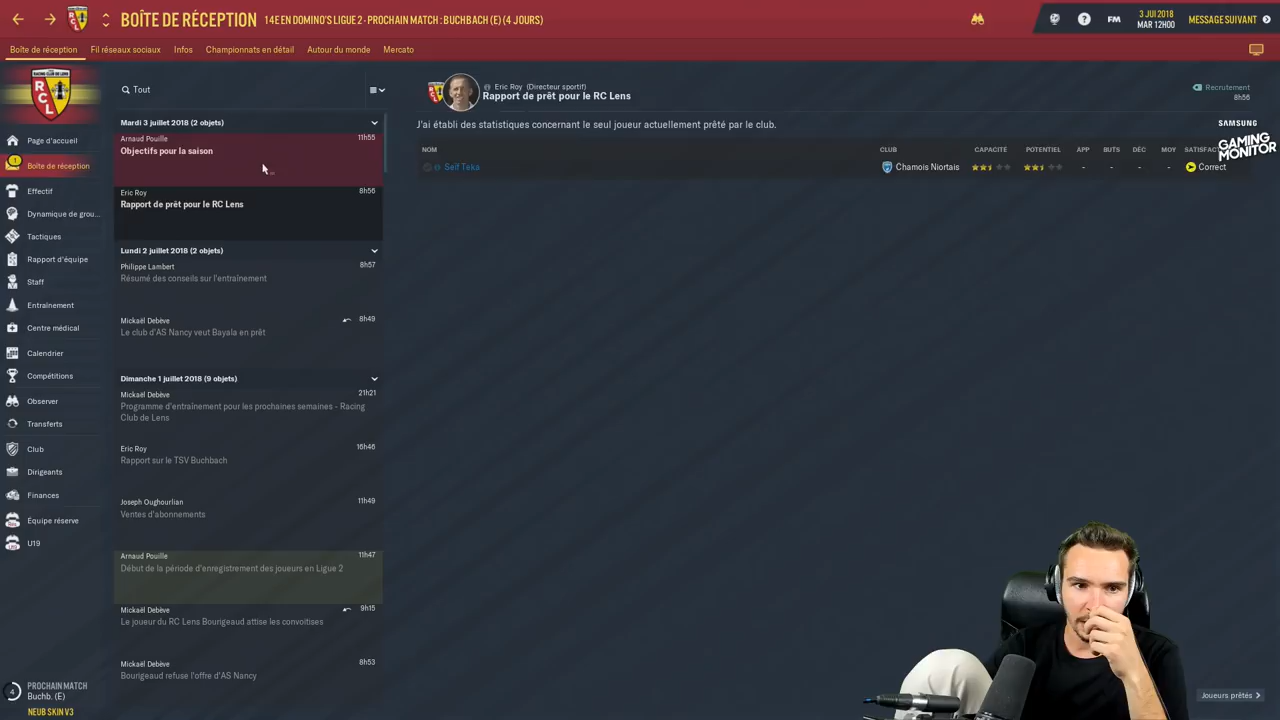 BOÎTE DE RÉCEPTION
14E EN DOMINO'S LIGUE 2 - PROCHAIN MATCH : BUCHBACH (E) (4 JOURS)
FM
3 JUI 2018
MAR 12H00
MESSAGE SUIVANT
Boîte de réception
Fil réseaux sociaux
Infos
Championnats en détail
Autour du monde
Mercato
RCL
Page d'accueil
Boîte de réception
Effectif
Dynamique de grou...
Tactiques
Rapport d'équipe
Staff
Entraînement
Centre médical
Calendrier
Compétitions
Observer
Transferts
Club
Dirigeants
Finances
Équipe réserve
U19
4
PROCHAIN MATCH
Buchb. (E)
NEUB SKIN V3
Tout
Mardi 3 juillet 2018 (2 objets)
Arnaud Pouille
11h55
Objectifs pour la saison
Eric Roy
8h56
Rapport de prêt pour le RC Lens
Lundi 2 juillet 2018 (2 objets)
Philippe Lambert
8h57
Résumé des conseils sur l'entraînement
Mickaël Debève
8h49
Le club d'AS Nancy veut Bayala en prêt
Dimanche 1 juillet 2018 (9 objets)
Mickaël Debève
21h21
Programme d'entraînement pour les prochaines semaines - Racing
Club de Lens
Eric Roy
16h46
Rapport sur le TSV Buchbach
Joseph Oughourlian
11h49
Ventes d'abonnements
Arnaud Pouille
11h47
Début de la période d'enregistrement des joueurs en Ligue 2
Mickaël Debève
9h15
Le joueur du RC Lens Bourigeaud attise les convoitises
Mickaël Debève
8h53
Bourigeaud refuse l'offre d'AS Nancy
Eric Roy (Directeur sportif)
Rapport de prêt pour le RC Lens
Recrutement
8h56
J'ai établi des statistiques concernant le seul joueur actuellement prêté par le club.
SAMSUNG
GAMING
MONITOR
NOM CLUB CAPACITÉ POTENTIEL APP BUTS DÉC MOY SATISFAC
Seïf Teka Chamois Niortais - - - - Correct
Joueurs prêtés